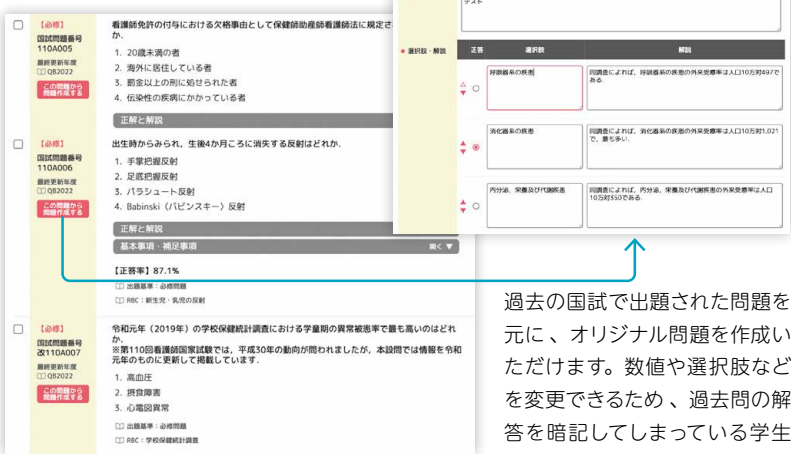 【必修】
国試問題番号
110A005
最終更新年度
QB2022
この問題から
問題作成する
看護師免許の付与における欠格事由として保健師助産師看護師法に規定さ
か.
1. 20歳未満の者
2. 海外に居住している者
3. 罰金以上の刑に処せられた者
4. 伝染性の疾病にかかっている者
正解と解説
【必修】
国試問題番号
110A006
最終更新年度
QB2022
この問題から
問題作成する
出生時からみられ，生後4か月ころに消失する反射はどれか.
1. 手掌把握反射
2. 足底把握反射
3. パラシュート反射
4. Babinski〈バビンスキー〉反射
正解と解説
基本事項・補足事項 開く ▼
【正答率】87.1%
出題基準：必修問題
RBC：新生児・乳児の反射
【必修】
国試問題番号
改110A007
最終更新年度
QB2022
この問題から
問題作成する
令和元年（2019年）の学校保健統計調査における学童期の異常被患率で最も高いのはどれ
か.
※第110回看護師国家試験では，平成30年の動向が問われましたが，本設問では情報を令和
元年のものに更新して掲載しています.
1. 高血圧
2. 摂食障害
3. 心電図異常
出題基準：必修問題
RBC：学校保健統計調査
テスト
選択肢・解説
正答 選択肢 解説
呼吸器系の疾患
同調査によれば，呼吸器系の疾患の外来受療率は人口10万対497で
ある.
消化器系の疾患
同調査によれば，消化器系の疾患の外来受療率は人口10万対1,021
で，最も多い.
内分泌，栄養及び代謝疾患
同調査によれば，内分泌，栄養及び代謝疾患の外来受療率は人口
10万対350である.
過去の国試で出題された問題を
元に、オリジナル問題を作成い
ただけます。数値や選択肢など
を変更できるため、過去問の解
答を暗記してしまっている学生